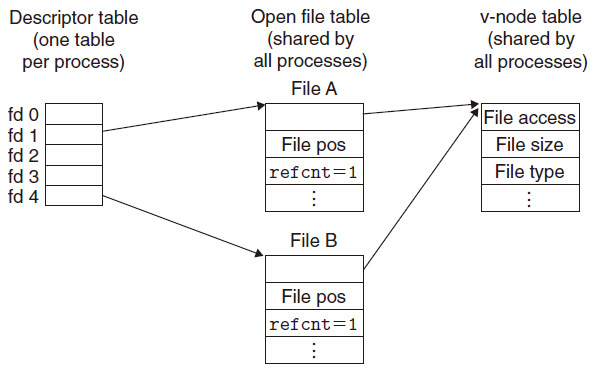 Descriptor table
(one table
per process)
Open file table
(shared by
all processes)
v-node table
(shared by
all processes)
fd 0
fd 1
fd 2
fd 3
fd 4
File A
File pos
refcnt=1
⋮
File B
File pos
refcnt=1
⋮
File access
File size
File type
⋮